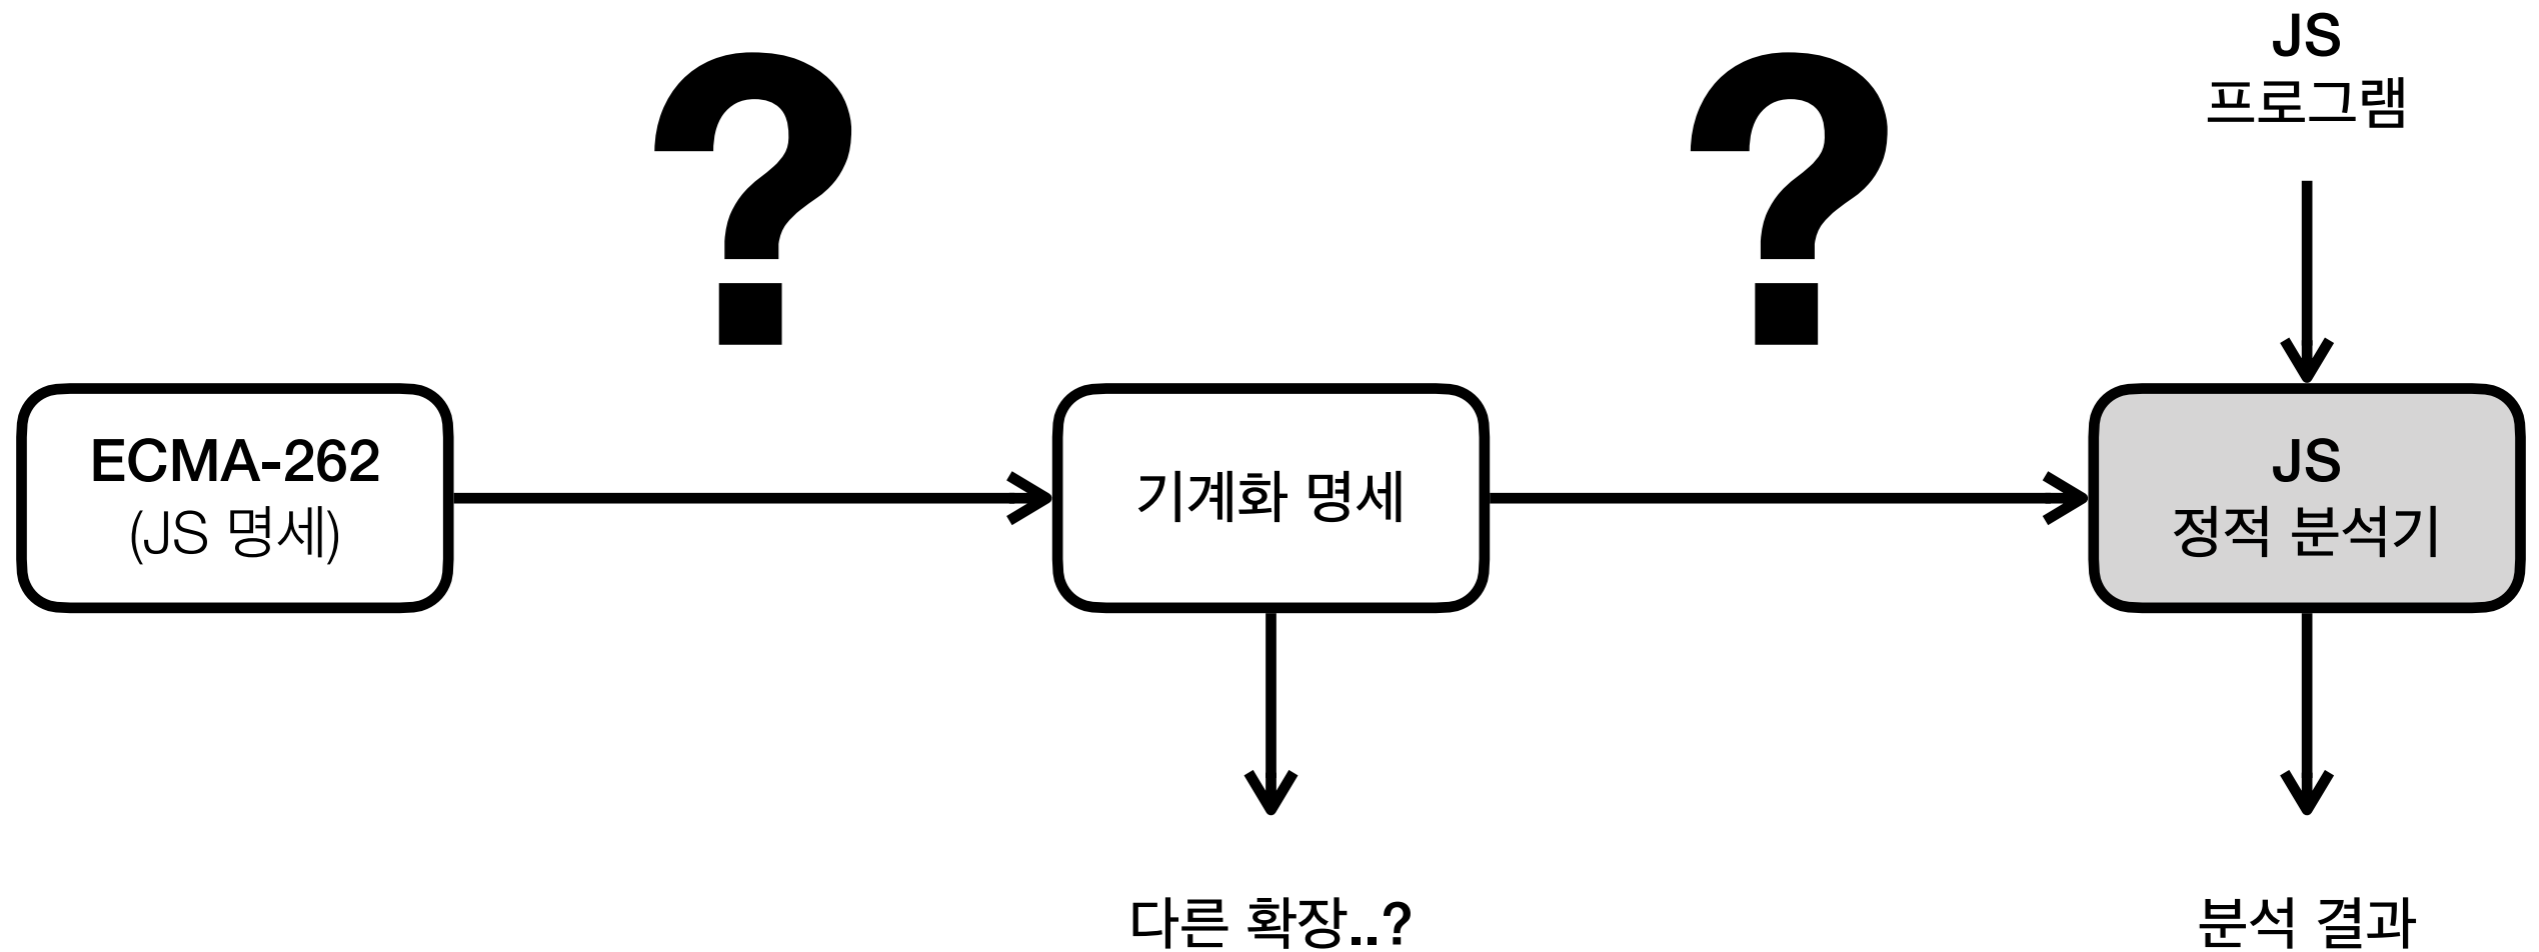 ?
?
JS
프로그램
ECMA-262
(JS 명세)
기계화 명세
JS
정적 분석기
다른 확장..?
분석 결과